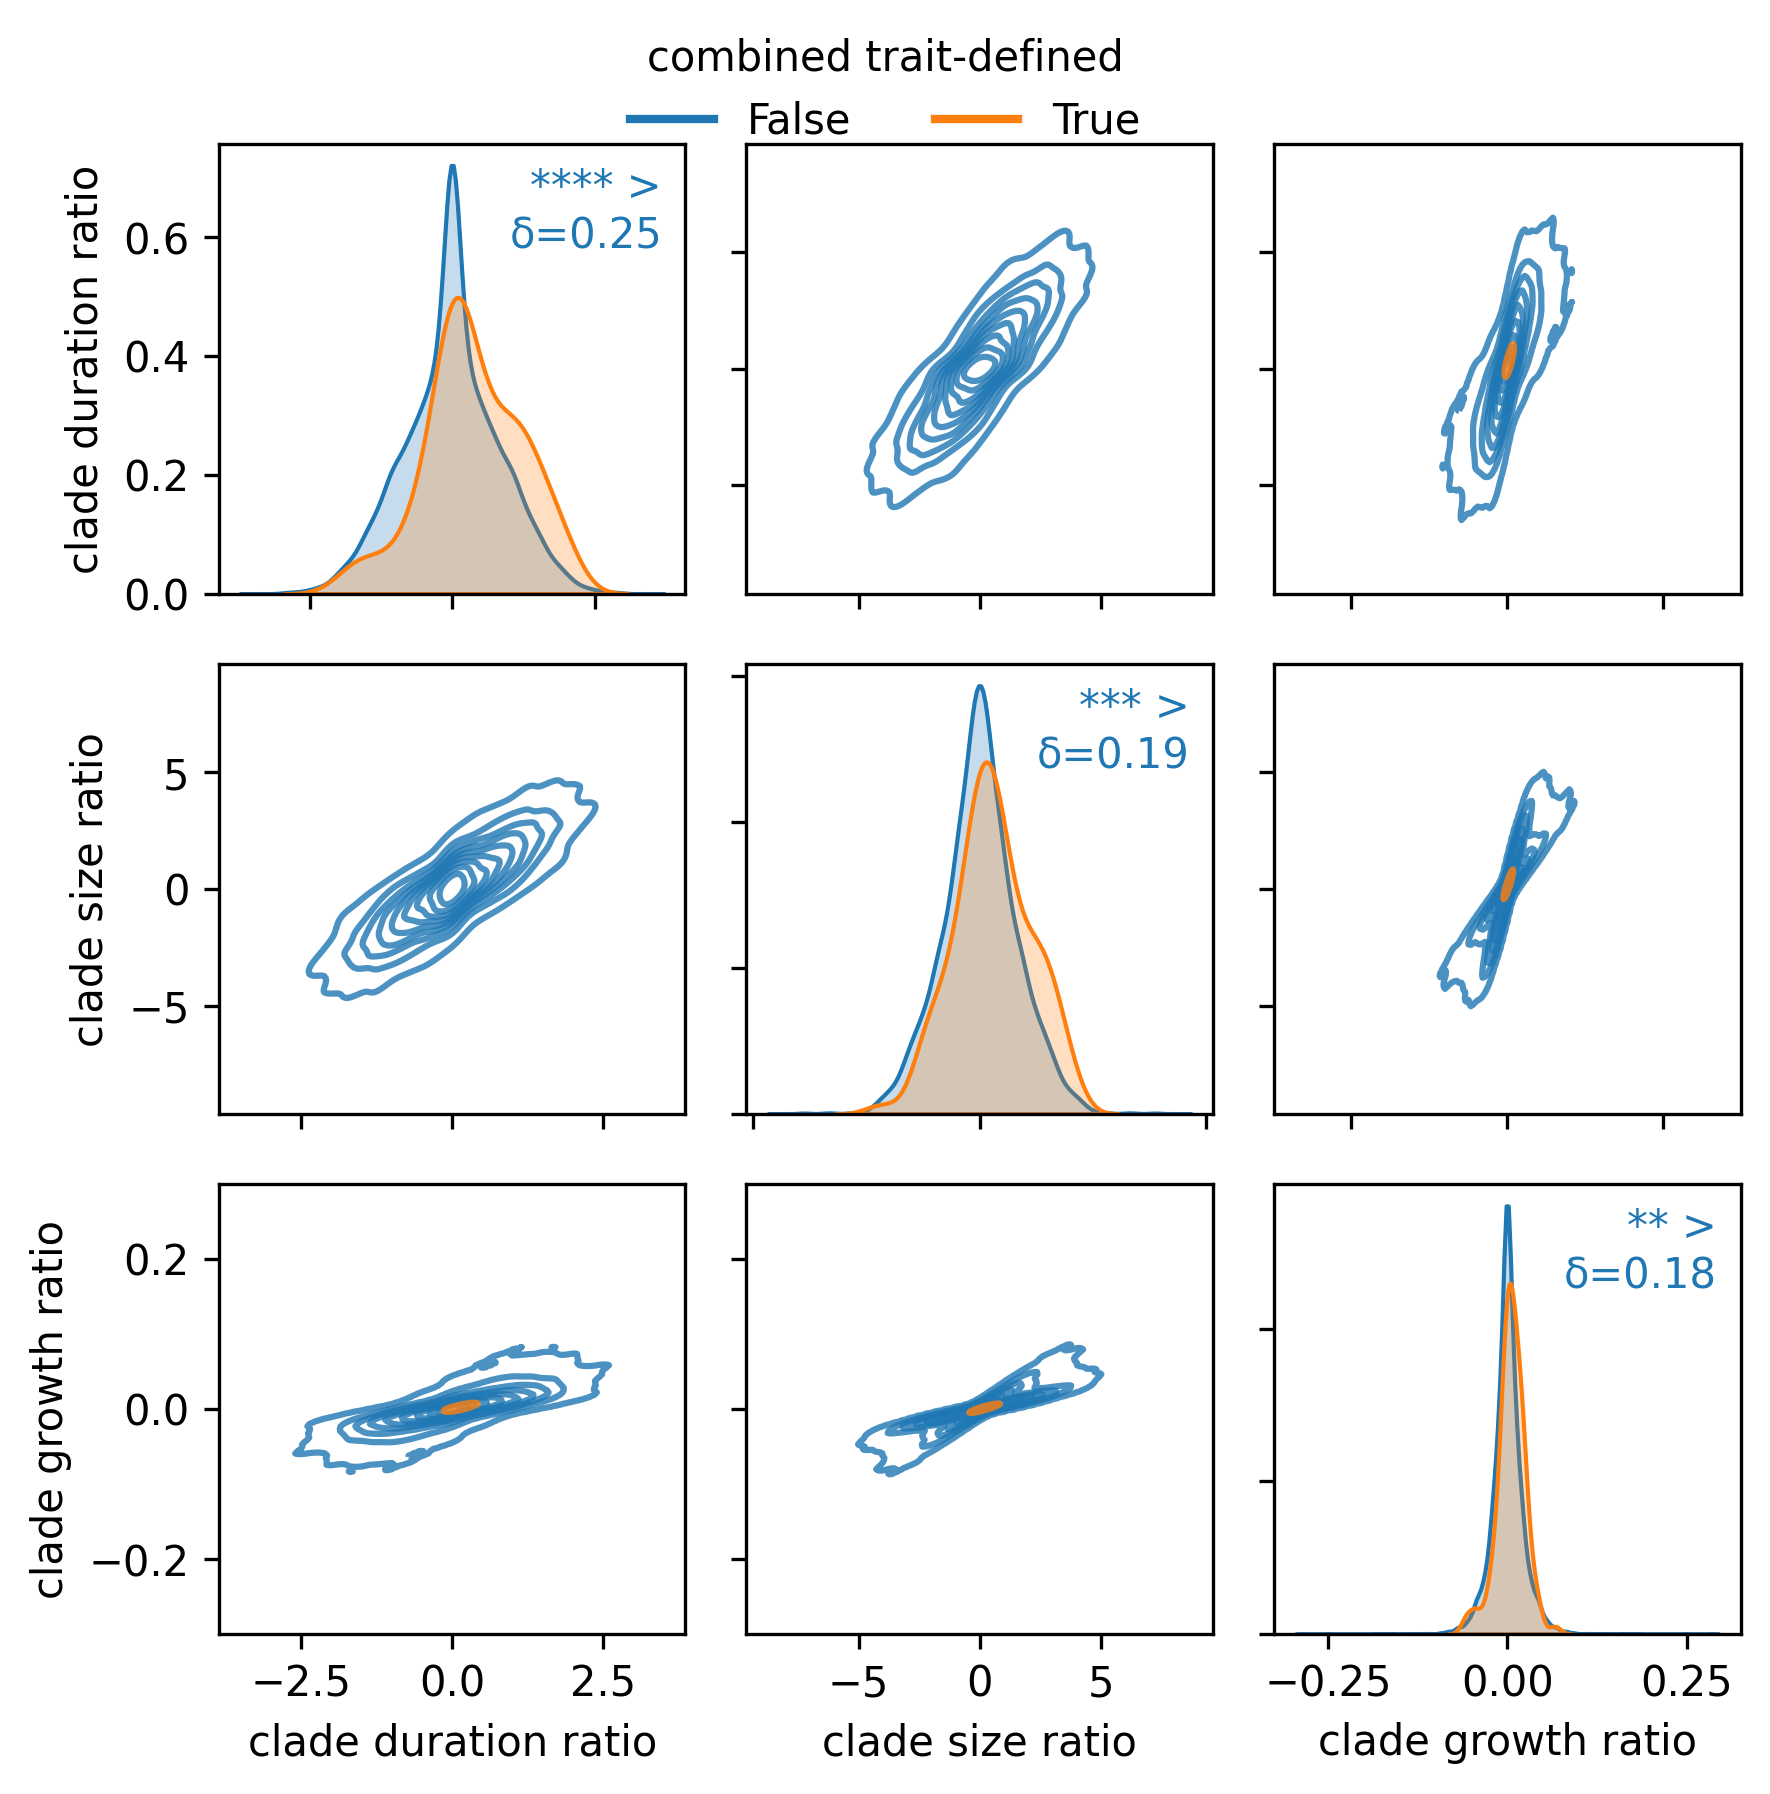 combined trait-defined
False True
clade duration ratio
0.6
0.4
0.2
0.0
**** >
δ=0.25
clade size ratio
5
0
−5
*** >
δ=0.19
clade growth ratio
0.2
0.0
−0.2
** >
δ=0.18
−2.5 0.0 2.5
−5 0 5
−0.25 0.00 0.25
clade duration ratio
clade size ratio
clade growth ratio